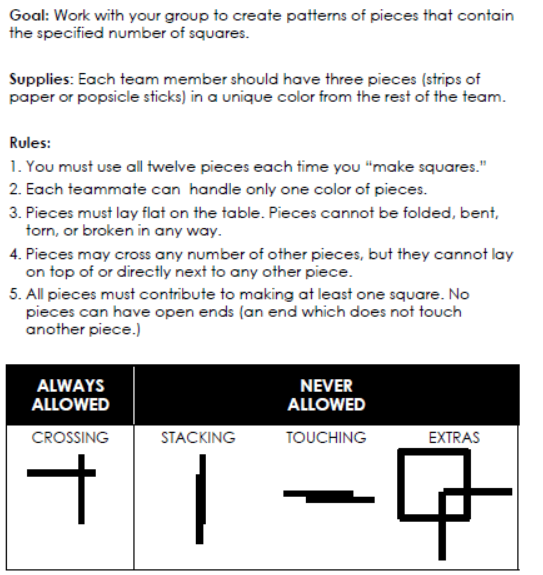 Goal: Work with your group to create patterns of pieces that contain
the specified number of squares.
Supplies: Each team member should have three pieces (strips of
paper or popsicle sticks) in a unique color from the rest of the team.
Rules:
1. You must use all twelve pieces each time you “make squares.”
2. Each teammate can handle only one color of pieces.
3. Pieces must lay flat on the table. Pieces cannot be folded, bent,
torn, or broken in any way.
4. Pieces may cross any number of other pieces, but they cannot lay
on top of or directly next to any other piece.
5. All pieces must contribute to making at least one square. No
pieces can have open ends (an end which does not touch
another piece.)
ALWAYS
ALLOWED
NEVER
ALLOWED
CROSSING
STACKING
TOUCHING
EXTRAS